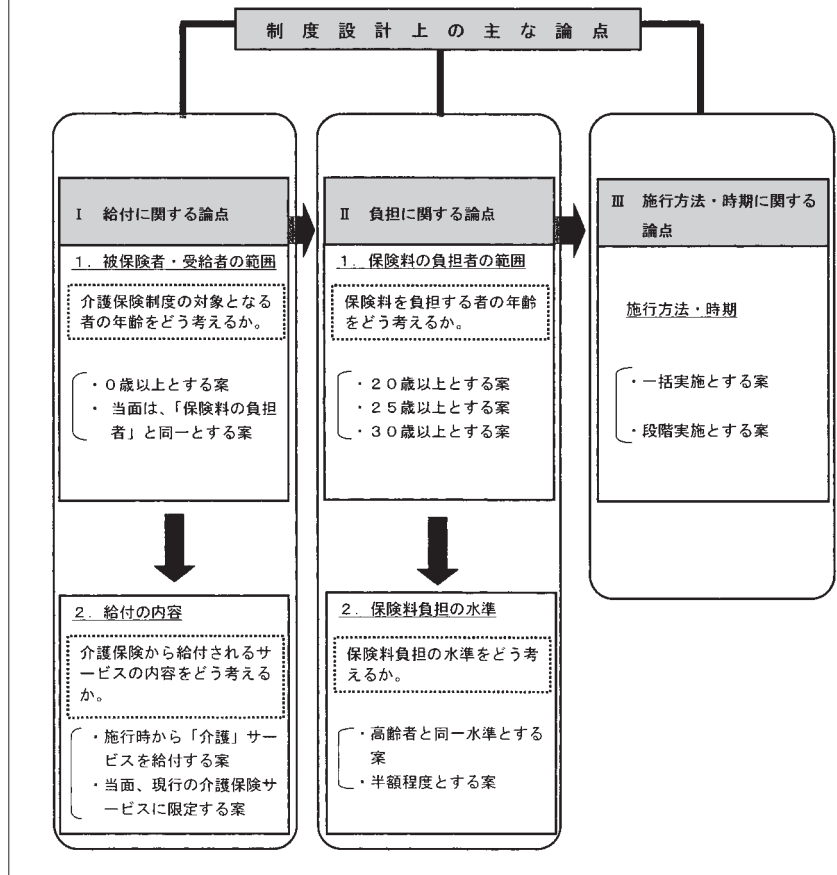 制度設計上の主な論点
Ⅰ 給付に関する論点
1．被保険者・受給者の範囲
介護保険制度の対象となる
者の年齢をどう考えるか。
・０歳以上とする案
・ 当面は、「保険料の負担
者」と同一とする案
2．給付の内容
介護保険から給付されるサ
ービスの内容をどう考える
か。
・施行時から「介護」サー
ビスを給付する案
・当面、現行の介護保険サ
ービスに限定する案
Ⅱ 負担に関する論点
1．保険料の負担者の範囲
保険料を負担する者の年齢
をどう考えるか。
・２０歳以上とする案
・２５歳以上とする案
・３０歳以上とする案
2．保険料負担の水準
保険料負担の水準をどう考
えるか。
・高齢者と同一水準とする
案
・半額程度とする案
Ⅲ 施行方法・時期に関する
論点
施行方法・時期
・一括実施とする案
・段階実施とする案